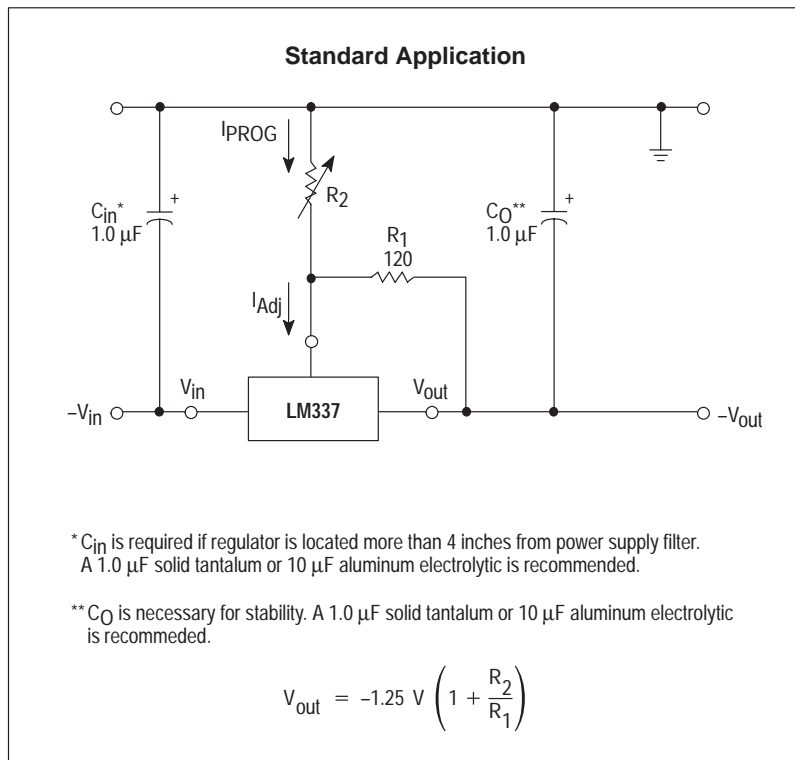 Standard Application
IPROG
R2
Cin*
1.0 µF
+
R1
120
CO**
1.0 µF
+
IAdj
Vin
Vout
–Vin
LM337
–Vout
* Cin is required if regulator is located more than 4 inches from power supply filter.
A 1.0 µF solid tantalum or 10 µF aluminum electrolytic is recommended.
** CO is necessary for stability. A 1.0 µF solid tantalum or 10 µF aluminum electrolytic
is recommeded.
Vout = –1.25 V (1 + R2/R1)